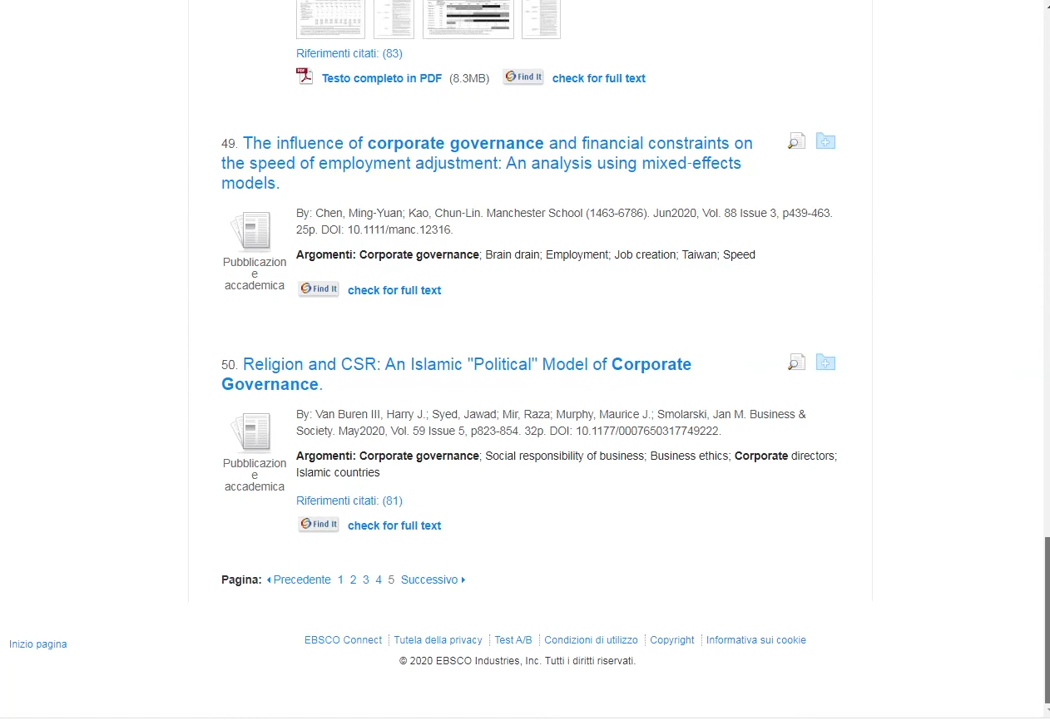 Riferimenti citati: (83)
Testo completo in PDF (8.3MB) Find It check for full text
49. The influence of corporate governance and financial constraints on
the speed of employment adjustment: An analysis using mixed-effects
models.
By: Chen, Ming-Yuan; Kao, Chun-Lin. Manchester School (1463-6786). Jun2020, Vol. 88 Issue 3, p439-463.
25p. DOI: 10.1111/manc.12316.
Argomenti: Corporate governance; Brain drain; Employment; Job creation; Taiwan; Speed
Pubblicazion
e
accademica
Find It check for full text
50. Religion and CSR: An Islamic "Political" Model of Corporate
Governance.
By: Van Buren III, Harry J.; Syed, Jawad; Mir, Raza; Murphy, Maurice J.; Smolarski, Jan M. Business &
Society. May2020, Vol. 59 Issue 5, p823-854. 32p. DOI: 10.1177/0007650317749222.
Argomenti: Corporate governance; Social responsibility of business; Business ethics; Corporate directors;
Islamic countries
Pubblicazion
e
accademica
Riferimenti citati: (81)
Find It check for full text
Pagina: Precedente 1 2 3 4 5 Successivo
Inizio pagina
EBSCO Connect Tutela della privacy Test A/B Condizioni di utilizzo Copyright Informativa sui cookie
© 2020 EBSCO Industries, Inc. Tutti i diritti riservati.